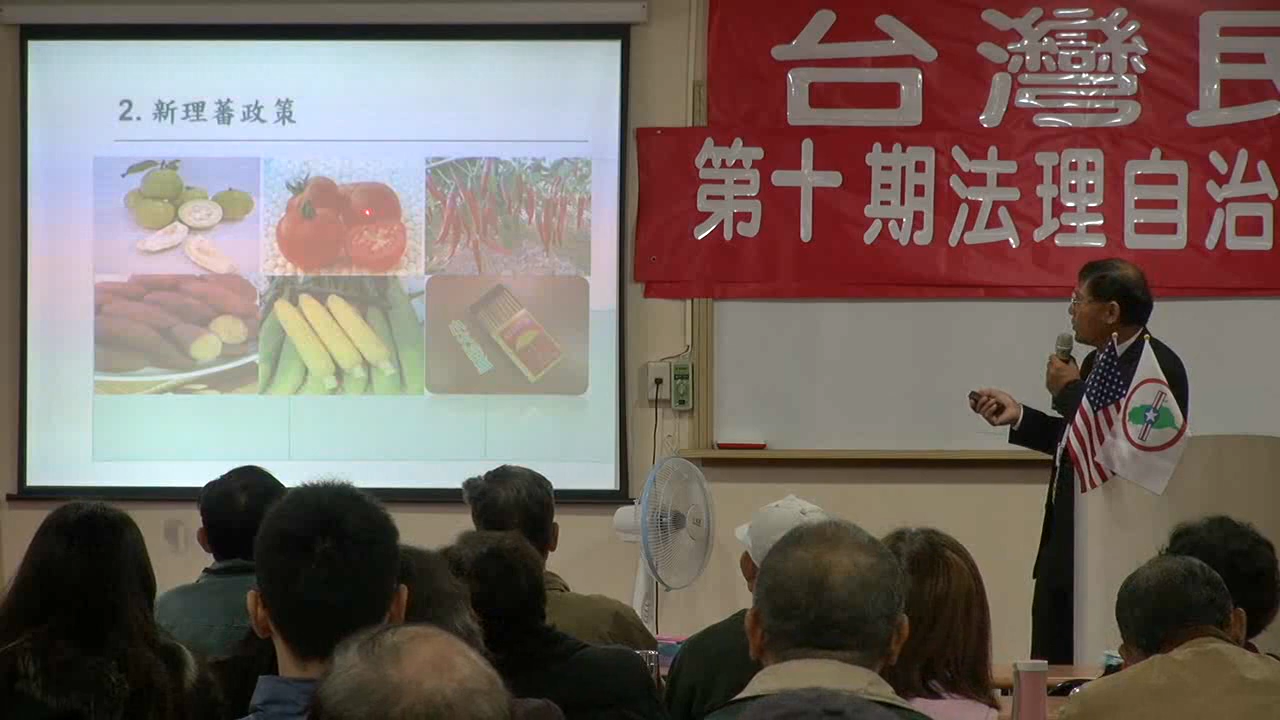 2. 新理蕃政策
台灣民
第十期法理自治